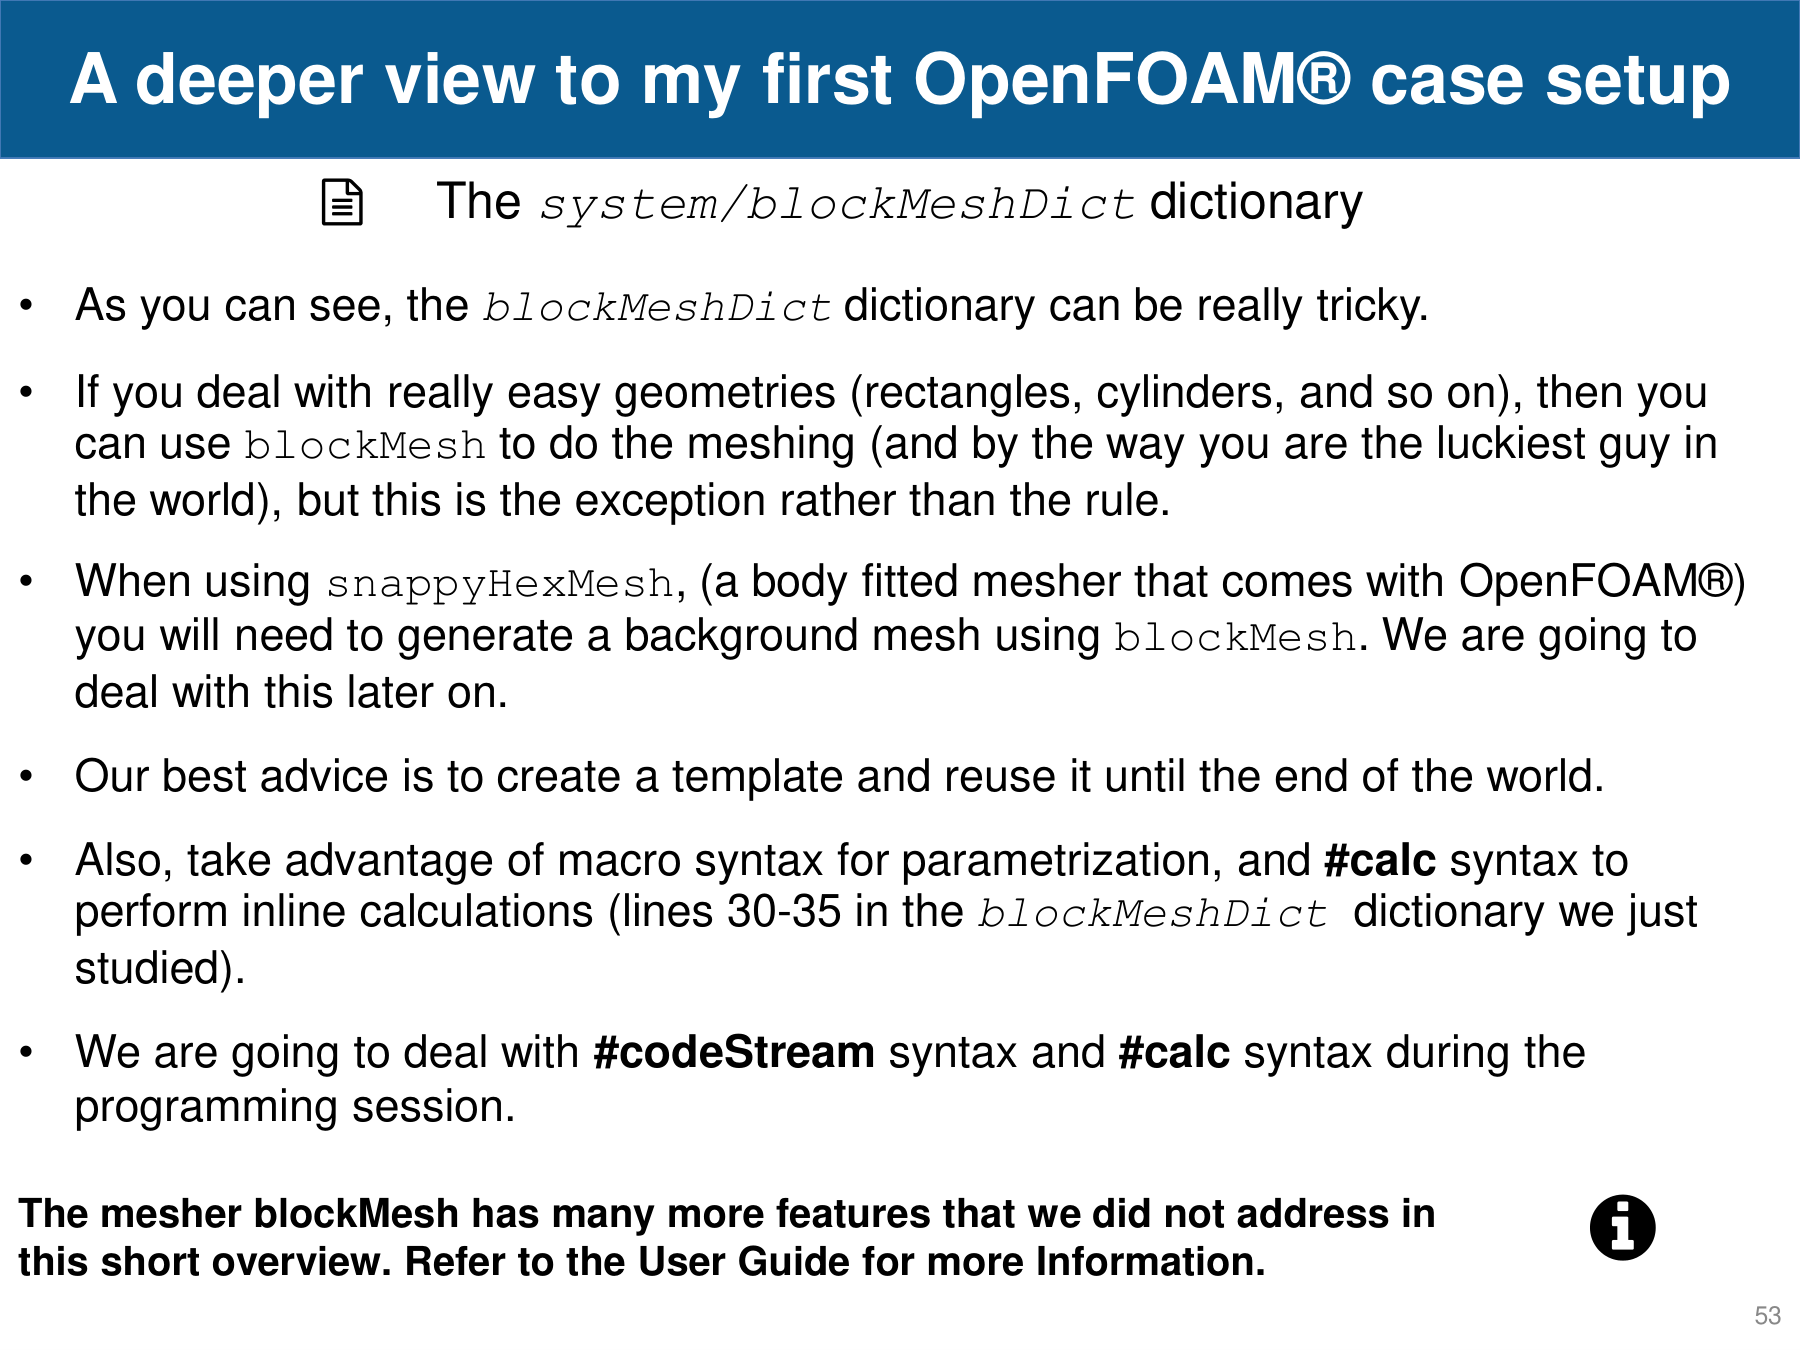 A deeper view to my first OpenFOAM® case setup
The system/blockMeshDict dictionary
• As you can see, the blockMeshDict dictionary can be really tricky.
• If you deal with really easy geometries (rectangles, cylinders, and so on), then you
can use blockMesh to do the meshing (and by the way you are the luckiest guy in
the world), but this is the exception rather than the rule.
• When using snappyHexMesh, (a body fitted mesher that comes with OpenFOAM®)
you will need to generate a background mesh using blockMesh. We are going to
deal with this later on.
• Our best advice is to create a template and reuse it until the end of the world.
• Also, take advantage of macro syntax for parametrization, and #calc syntax to
perform inline calculations (lines 30-35 in the blockMeshDict dictionary we just
studied).
• We are going to deal with #codeStream syntax and #calc syntax during the
programming session.
The mesher blockMesh has many more features that we did not address in
this short overview. Refer to the User Guide for more Information.
53